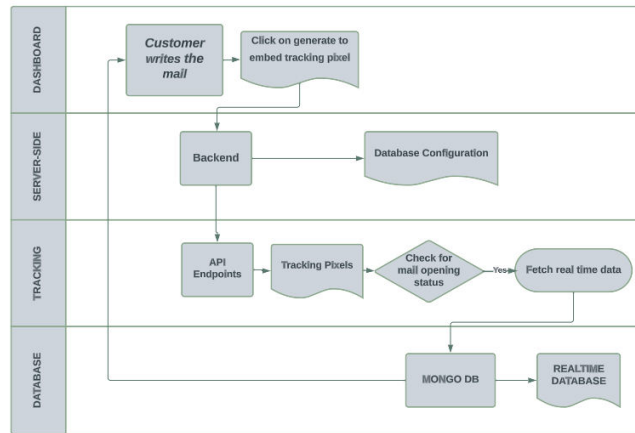 DASHBOARD
Customer
writes the
mail
Click on generate to
embed tracking pixel
SERVER-SIDE
Backend
Database Configuration
TRACKING
API
Endpoints
Tracking Pixels
Check for
mail opening
status
Yes
Fetch real time data
DATABASE
MONGO DB
REALTIME
DATABASE